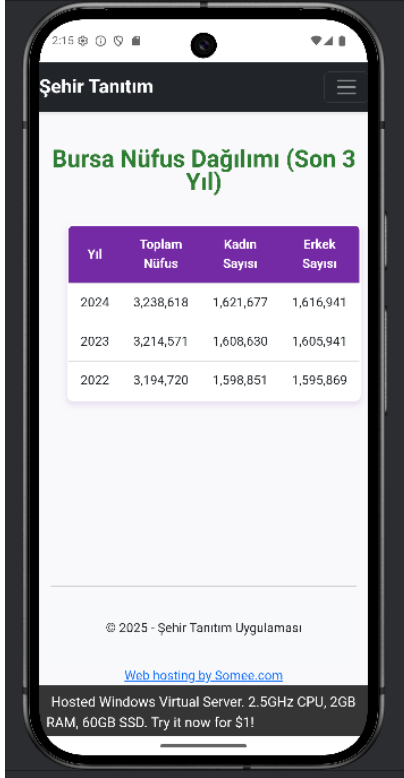 2:15
Şehir Tanıtım
Bursa Nüfus Dağılımı (Son 3
Yıl)
Yıl Toplam Nüfus Kadın Sayısı Erkek Sayısı
2024 3,238,618 1,621,677 1,616,941
2023 3,214,571 1,608,630 1,605,941
2022 3,194,720 1,598,851 1,595,869
© 2025 - Şehir Tanıtım Uygulaması
Web hosting by Somee.com
Hosted Windows Virtual Server. 2.5GHz CPU, 2GB
RAM, 60GB SSD. Try it now for $1!